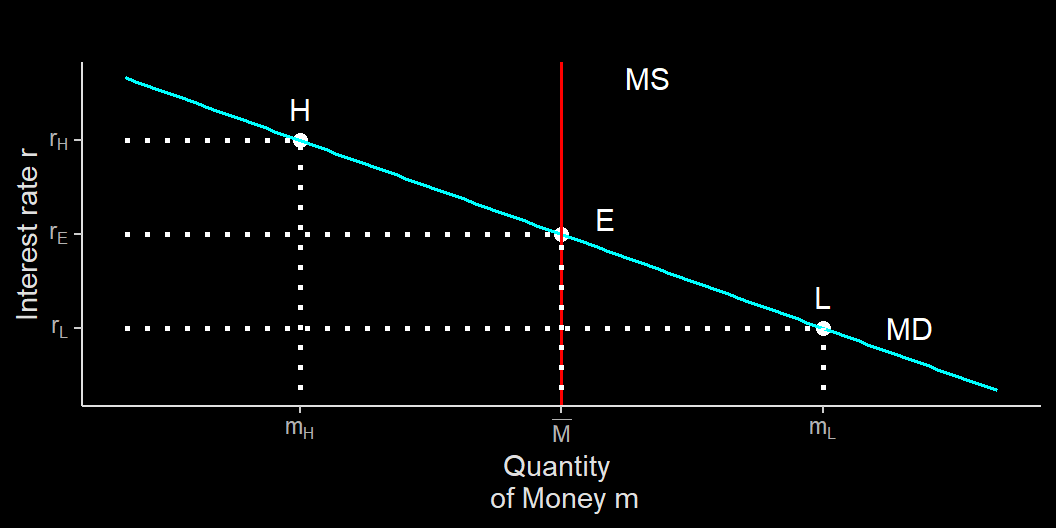 MS
H
r_H
E
r_E
Interest rate r
L
r_L
MD
m_H
M̅
m_L
Quantity
of Money m